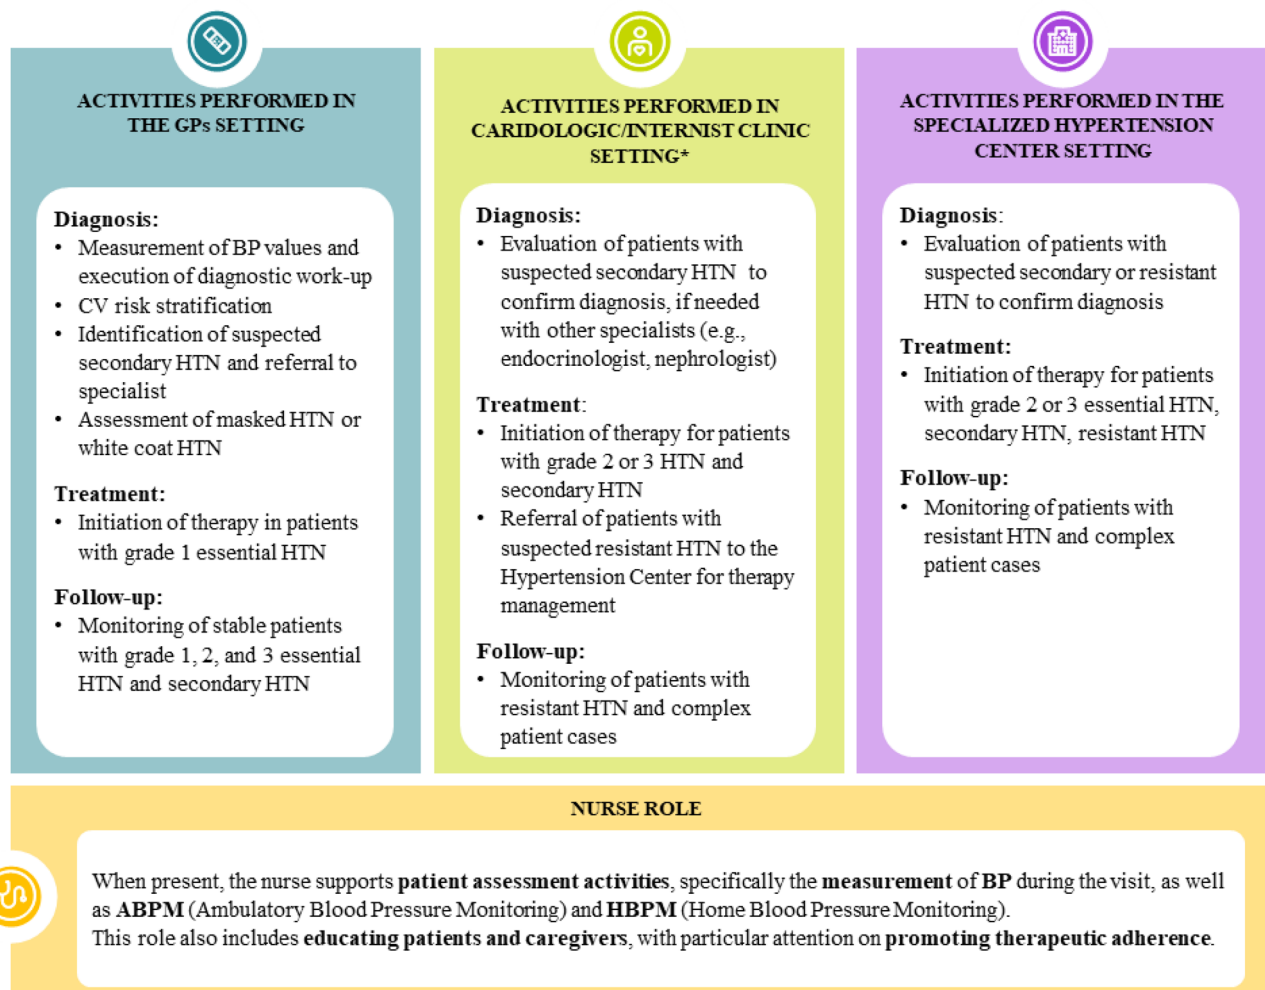 ACTIVITIES PERFORMED IN
THE GPs SETTING
Diagnosis:
• Measurement of BP values and
execution of diagnostic work-up
• CV risk stratification
• Identification of suspected
secondary HTN and referral to
specialist
• Assessment of masked HTN or
white coat HTN
Treatment:
• Initiation of therapy in patients
with grade 1 essential HTN
Follow-up:
• Monitoring of stable patients
with grade 1, 2, and 3 essential
HTN and secondary HTN
ACTIVITIES PERFORMED IN
CARIDOLOGIC/INTERNIST CLINIC
SETTING*
Diagnosis:
• Evaluation of patients with
suspected secondary HTN to
confirm diagnosis, if needed
with other specialists (e.g.,
endocrinologist, nephrologist)
Treatment:
• Initiation of therapy for patients
with grade 2 or 3 HTN and
secondary HTN
• Referral of patients with
suspected resistant HTN to the
Hypertension Center for therapy
management
Follow-up:
• Monitoring of patients with
resistant HTN and complex
patient cases
ACTIVITIES PERFORMED IN THE
SPECIALIZED HYPERTENSION
CENTER SETTING
Diagnosis:
• Evaluation of patients with
suspected secondary or resistant
HTN to confirm diagnosis
Treatment:
• Initiation of therapy for patients
with grade 2 or 3 essential HTN,
secondary HTN, resistant HTN
Follow-up:
• Monitoring of patients with
resistant HTN and complex
patient cases
NURSE ROLE
When present, the nurse supports patient assessment activities, specifically the measurement of BP during the visit, as well
as ABPM (Ambulatory Blood Pressure Monitoring) and HBPM (Home Blood Pressure Monitoring).
This role also includes educating patients and caregivers, with particular attention on promoting therapeutic adherence.